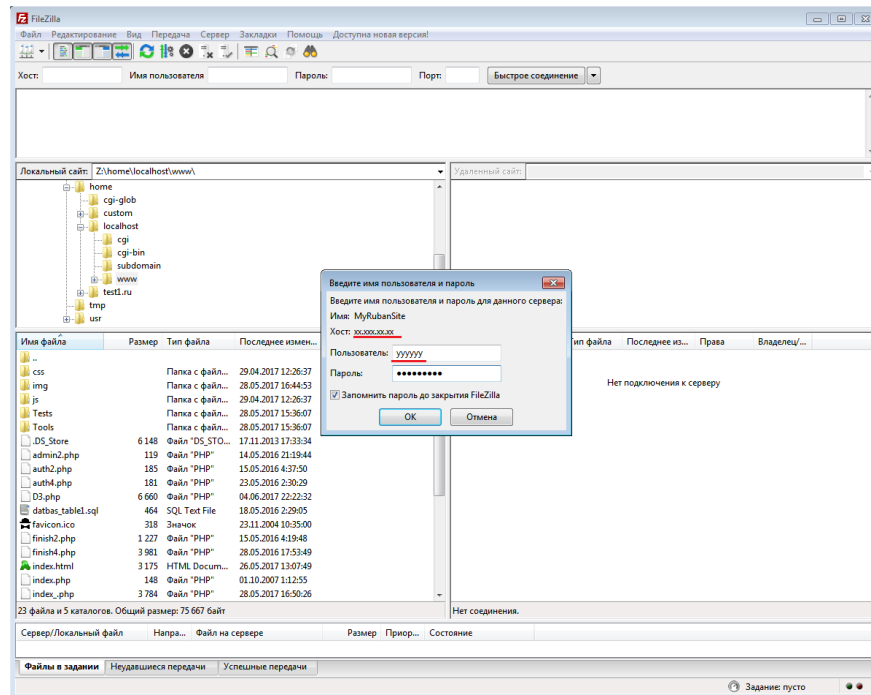 FileZilla
Файл Редактирование Вид Передача Сервер Закладки Помощь Доступна новая версия!
Хост: Имя пользователя Пароль: Порт: Быстрое соединение
Локальный сайт: Z:\home\localhost\www\
Удаленный сайт:
home
cgi-glob
custom
localhost
cgi
cgi-bin
subdomain
www
test1.ru
tmp
usr
Введите имя пользователя и пароль
Введите имя пользователя и пароль для данного сервера:
Имя: MyRubanSite
Хост: xx.xxx.xx.xx
Пользователь: yyyyyy
Пароль: •••••••••
Запомнить пароль до закрытия FileZilla
OK Отмена
Имя файла Размер Тип файла Последнее измен...
..
css Папка с файл... 29.04.2017 12:26:37
img Папка с файл... 28.05.2017 16:44:53
js Папка с файл... 29.04.2017 12:26:37
Tests Папка с файл... 28.05.2017 15:36:07
Tools Папка с файл... 28.05.2017 15:36:07
.DS_Store 6 148 Файл "DS_STO... 17.11.2013 17:33:34
admin2.php 119 Файл "PHP" 14.05.2016 21:19:44
auth2.php 185 Файл "PHP" 15.05.2016 4:37:50
auth4.php 181 Файл "PHP" 23.05.2016 2:30:29
D3.php 6 660 Файл "PHP" 04.06.2017 22:22:32
datbas_table1.sql 464 SQL Text File 18.05.2016 2:29:05
favicon.ico 318 Значок 23.11.2004 10:35:00
finish2.php 1 227 Файл "PHP" 15.05.2016 4:19:48
finish4.php 3 981 Файл "PHP" 28.05.2016 17:53:49
index.html 3 175 HTML Docum... 26.05.2017 13:07:49
index.php 148 Файл "PHP" 01.10.2007 1:12:55
index_.php 3 784 Файл "PHP" 28.05.2017 16:50:26
23 файла и 5 каталогов. Общий размер: 75 667 байт
ип файла Последнее из... Права Владелец/...
Нет подключения к серверу
Нет соединения.
Сервер/Локальный файл Напра... Файл на сервере Размер Приор... Состояние
Файлы в задании Неудавшиеся передачи Успешные передачи
Задание: пусто